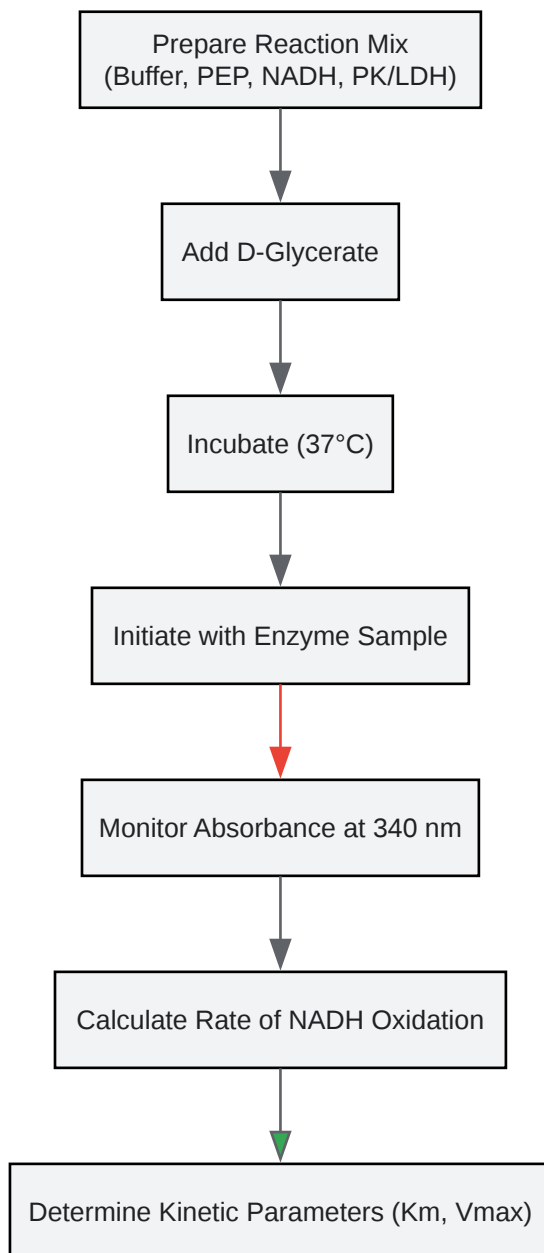 Prepare Reaction Mix
(Buffer, PEP, NADH, PK/LDH)
Add D-Glycerate
Incubate (37°C)
Initiate with Enzyme Sample
Monitor Absorbance at 340 nm
Calculate Rate of NADH Oxidation
Determine Kinetic Parameters (Km, Vmax)